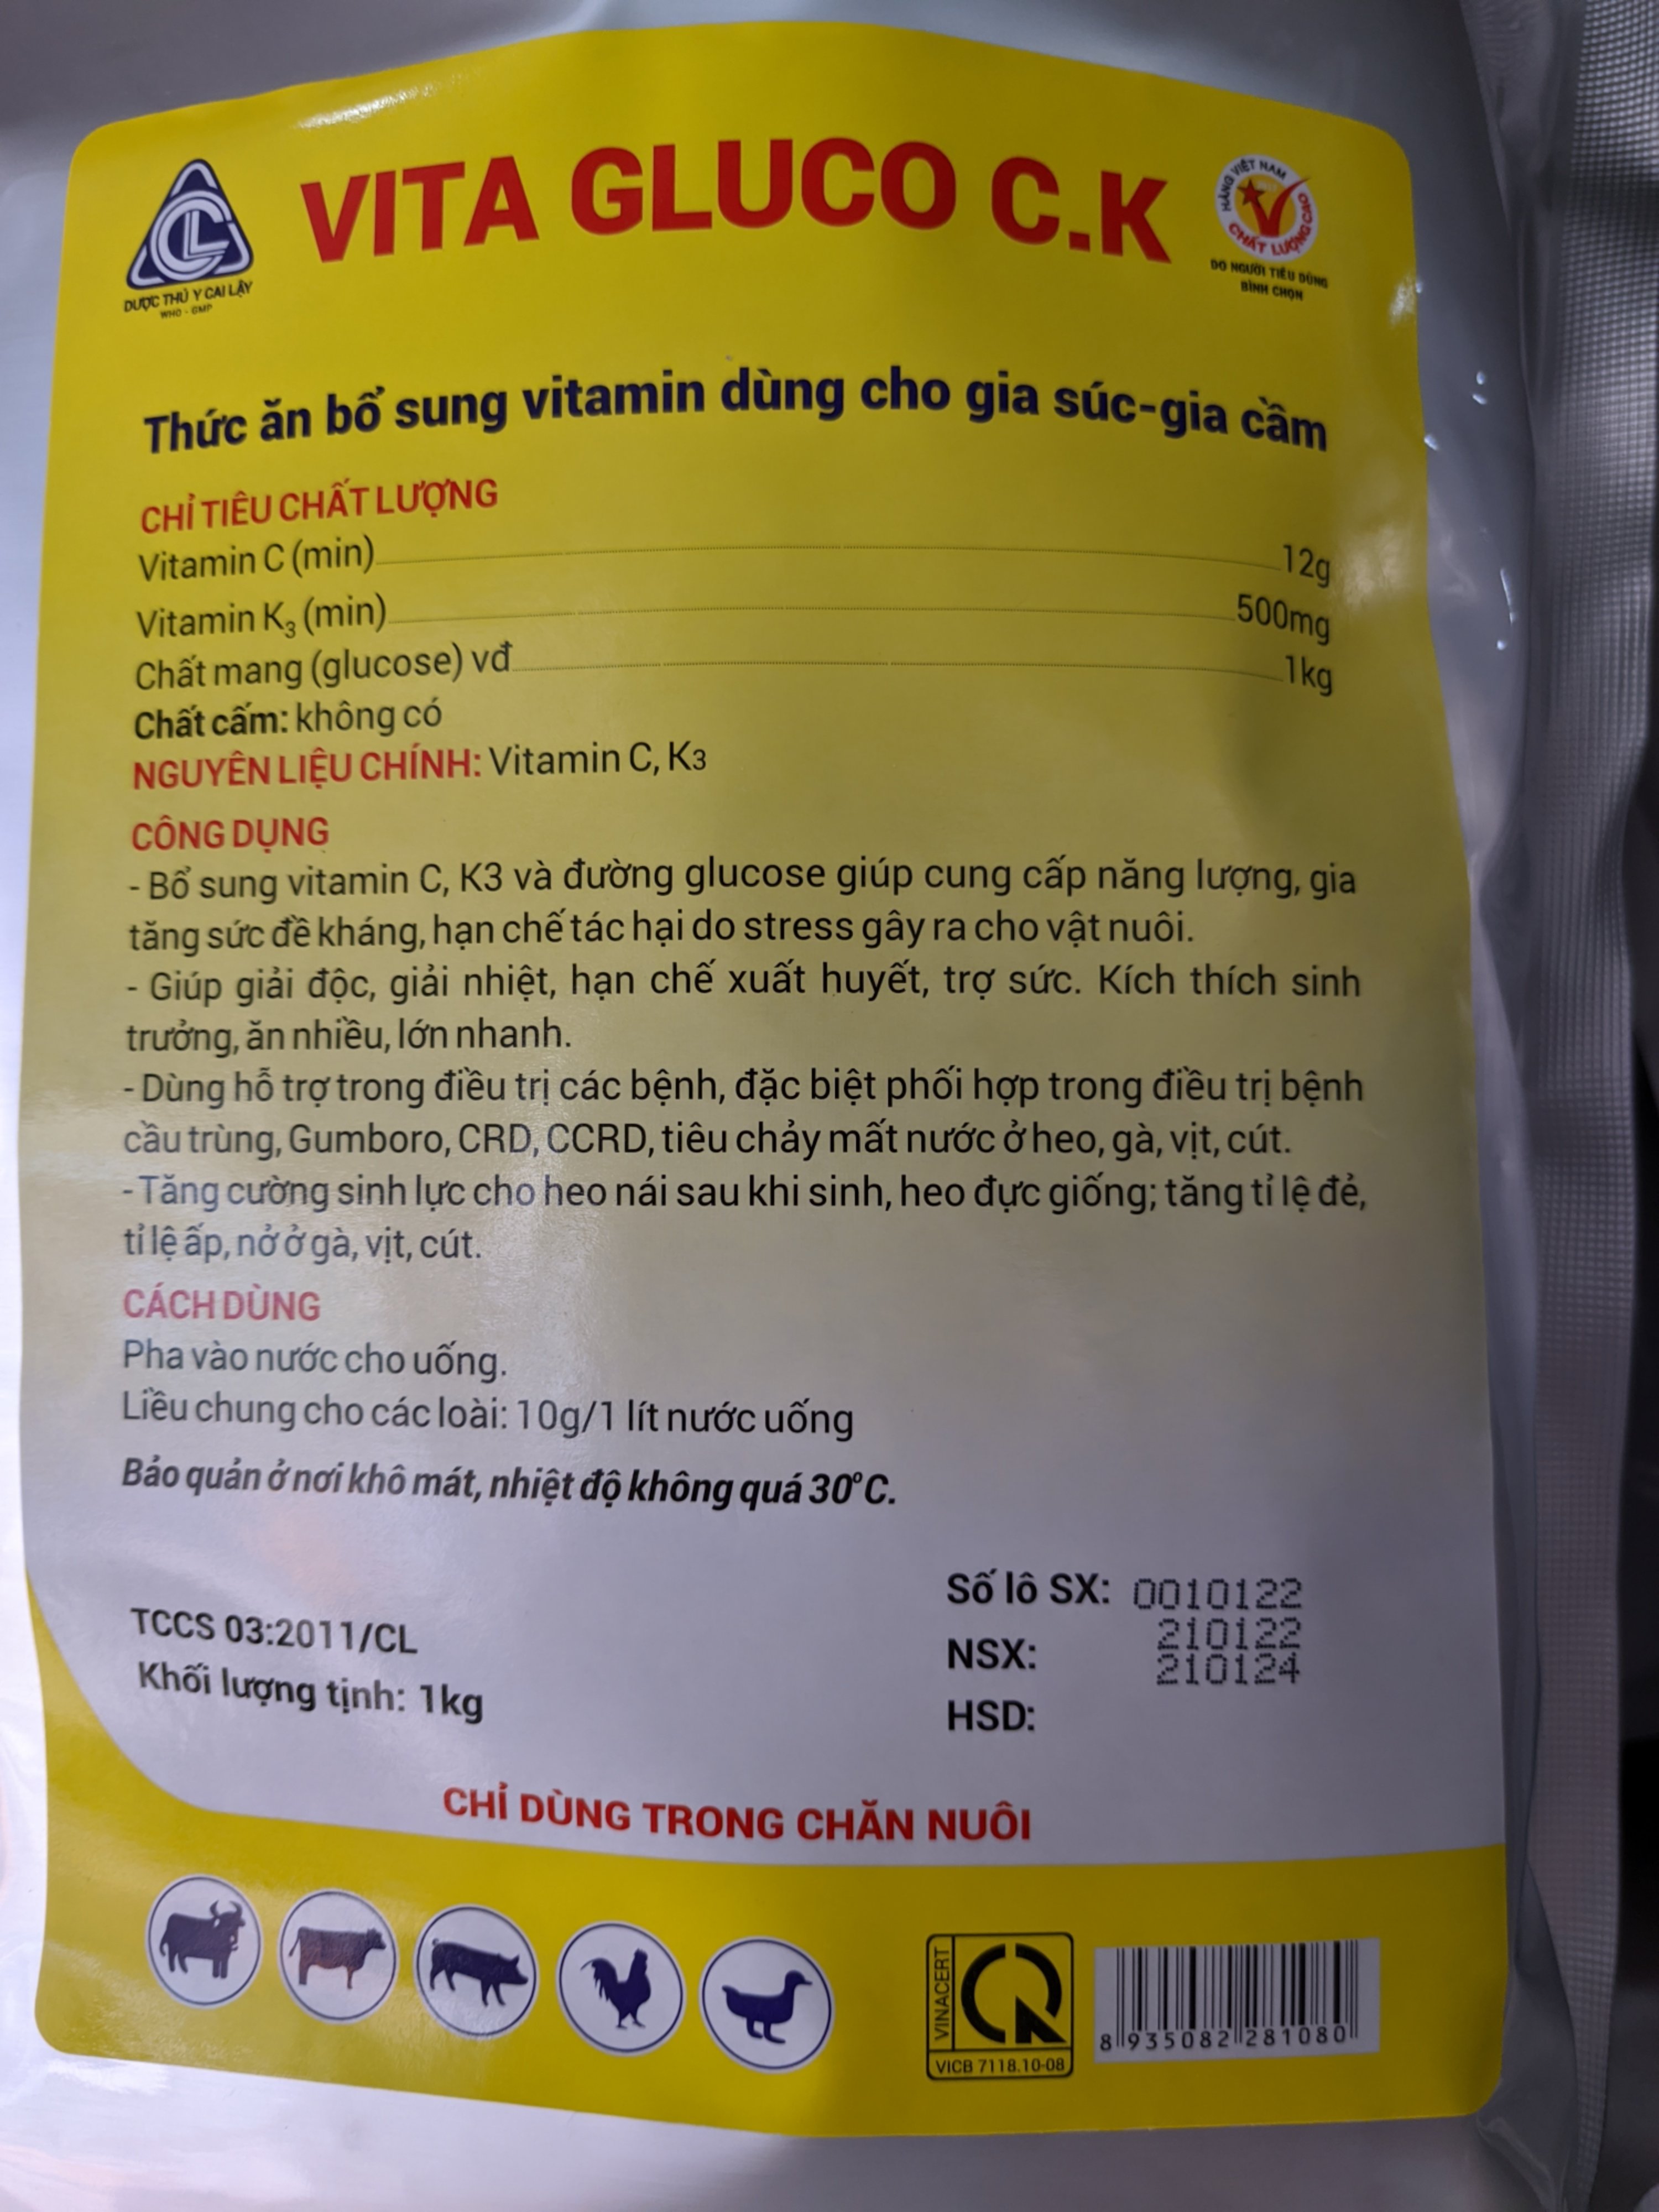 VITA GLUCO C.K
DƯỢC THÚ Y CAI LẬY
WHO - GMP
HÀNG VIỆT NAM
CHẤT LƯỢNG CAO
DO NGƯỜI TIÊU DÙNG
BÌNH CHỌN
Thức ăn bổ sung vitamin dùng cho gia súc-gia cầm
CHỈ TIÊU CHẤT LƯỢNG
Vitamin C (min) 12g
Vitamin K3 (min) 500mg
Chất mang (glucose) vđ 1kg
Chất cấm: không có
NGUYÊN LIỆU CHÍNH: Vitamin C, K3
CÔNG DỤNG
- Bổ sung vitamin C, K3 và đường glucose giúp cung cấp năng lượng, gia
tăng sức đề kháng, hạn chế tác hại do stress gây ra cho vật nuôi.
- Giúp giải độc, giải nhiệt, hạn chế xuất huyết, trợ sức. Kích thích sinh
trưởng, ăn nhiều, lớn nhanh.
- Dùng hỗ trợ trong điều trị các bệnh, đặc biệt phối hợp trong điều trị bệnh
cầu trùng, Gumboro, CRD, CCRD, tiêu chảy mất nước ở heo, gà, vịt, cút.
- Tăng cường sinh lực cho heo nái sau khi sinh, heo đực giống; tăng tỉ lệ đẻ,
tỉ lệ ấp, nở ở gà, vịt, cút.
CÁCH DÙNG
Pha vào nước cho uống.
Liều chung cho các loài: 10g/1 lít nước uống
Bảo quản ở nơi khô mát, nhiệt độ không quá 30°C.
TCCS 03:2011/CL
Khối lượng tịnh: 1kg
Số lô SX: 0010122
NSX: 210122
HSD: 210124
CHỈ DÙNG TRONG CHĂN NUÔI
VINACERT
VICB 7118.10-08
8 935082 281080